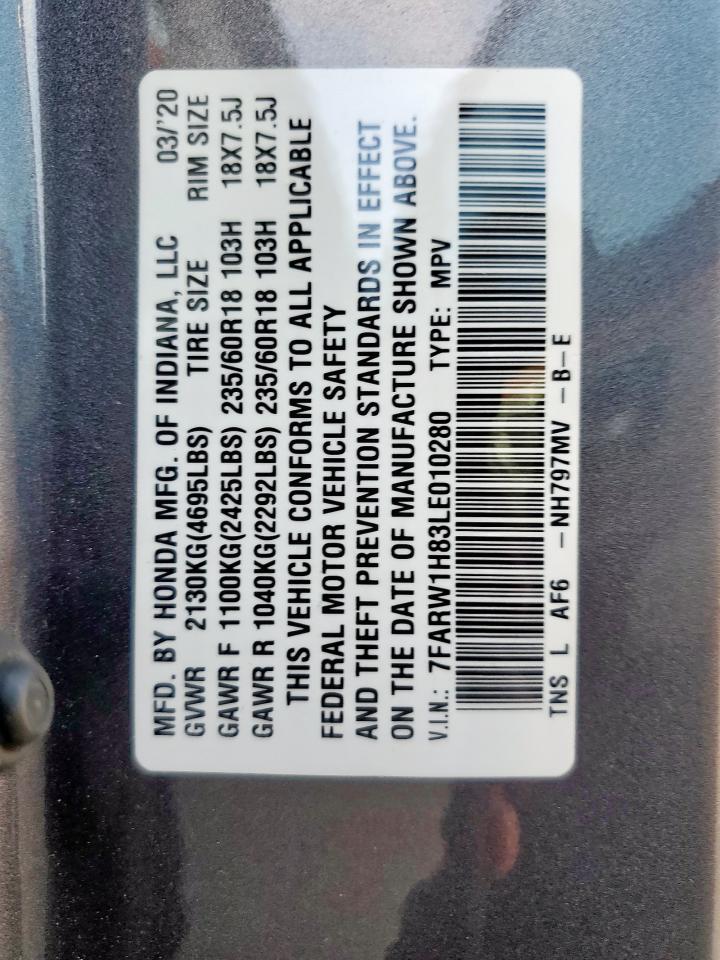 MFD. BY HONDA MFG. OF INDIANA, LLC 03/'20
GVWR 2130KG(4695LBS) TIRE SIZE RIM SIZE
GAWR F 1100KG(2425LBS) 235/60R18 103H 18X7.5J
GAWR R 1040KG(2292LBS) 235/60R18 103H 18X7.5J
THIS VEHICLE CONFORMS TO ALL APPLICABLE
FEDERAL MOTOR VEHICLE SAFETY
AND THEFT PREVENTION STANDARDS IN EFFECT
ON THE DATE OF MANUFACTURE SHOWN ABOVE.
V.I.N.: 7FARW1H83LE010280 TYPE: MPV
TNS L AF6 –NH797MV –B–E